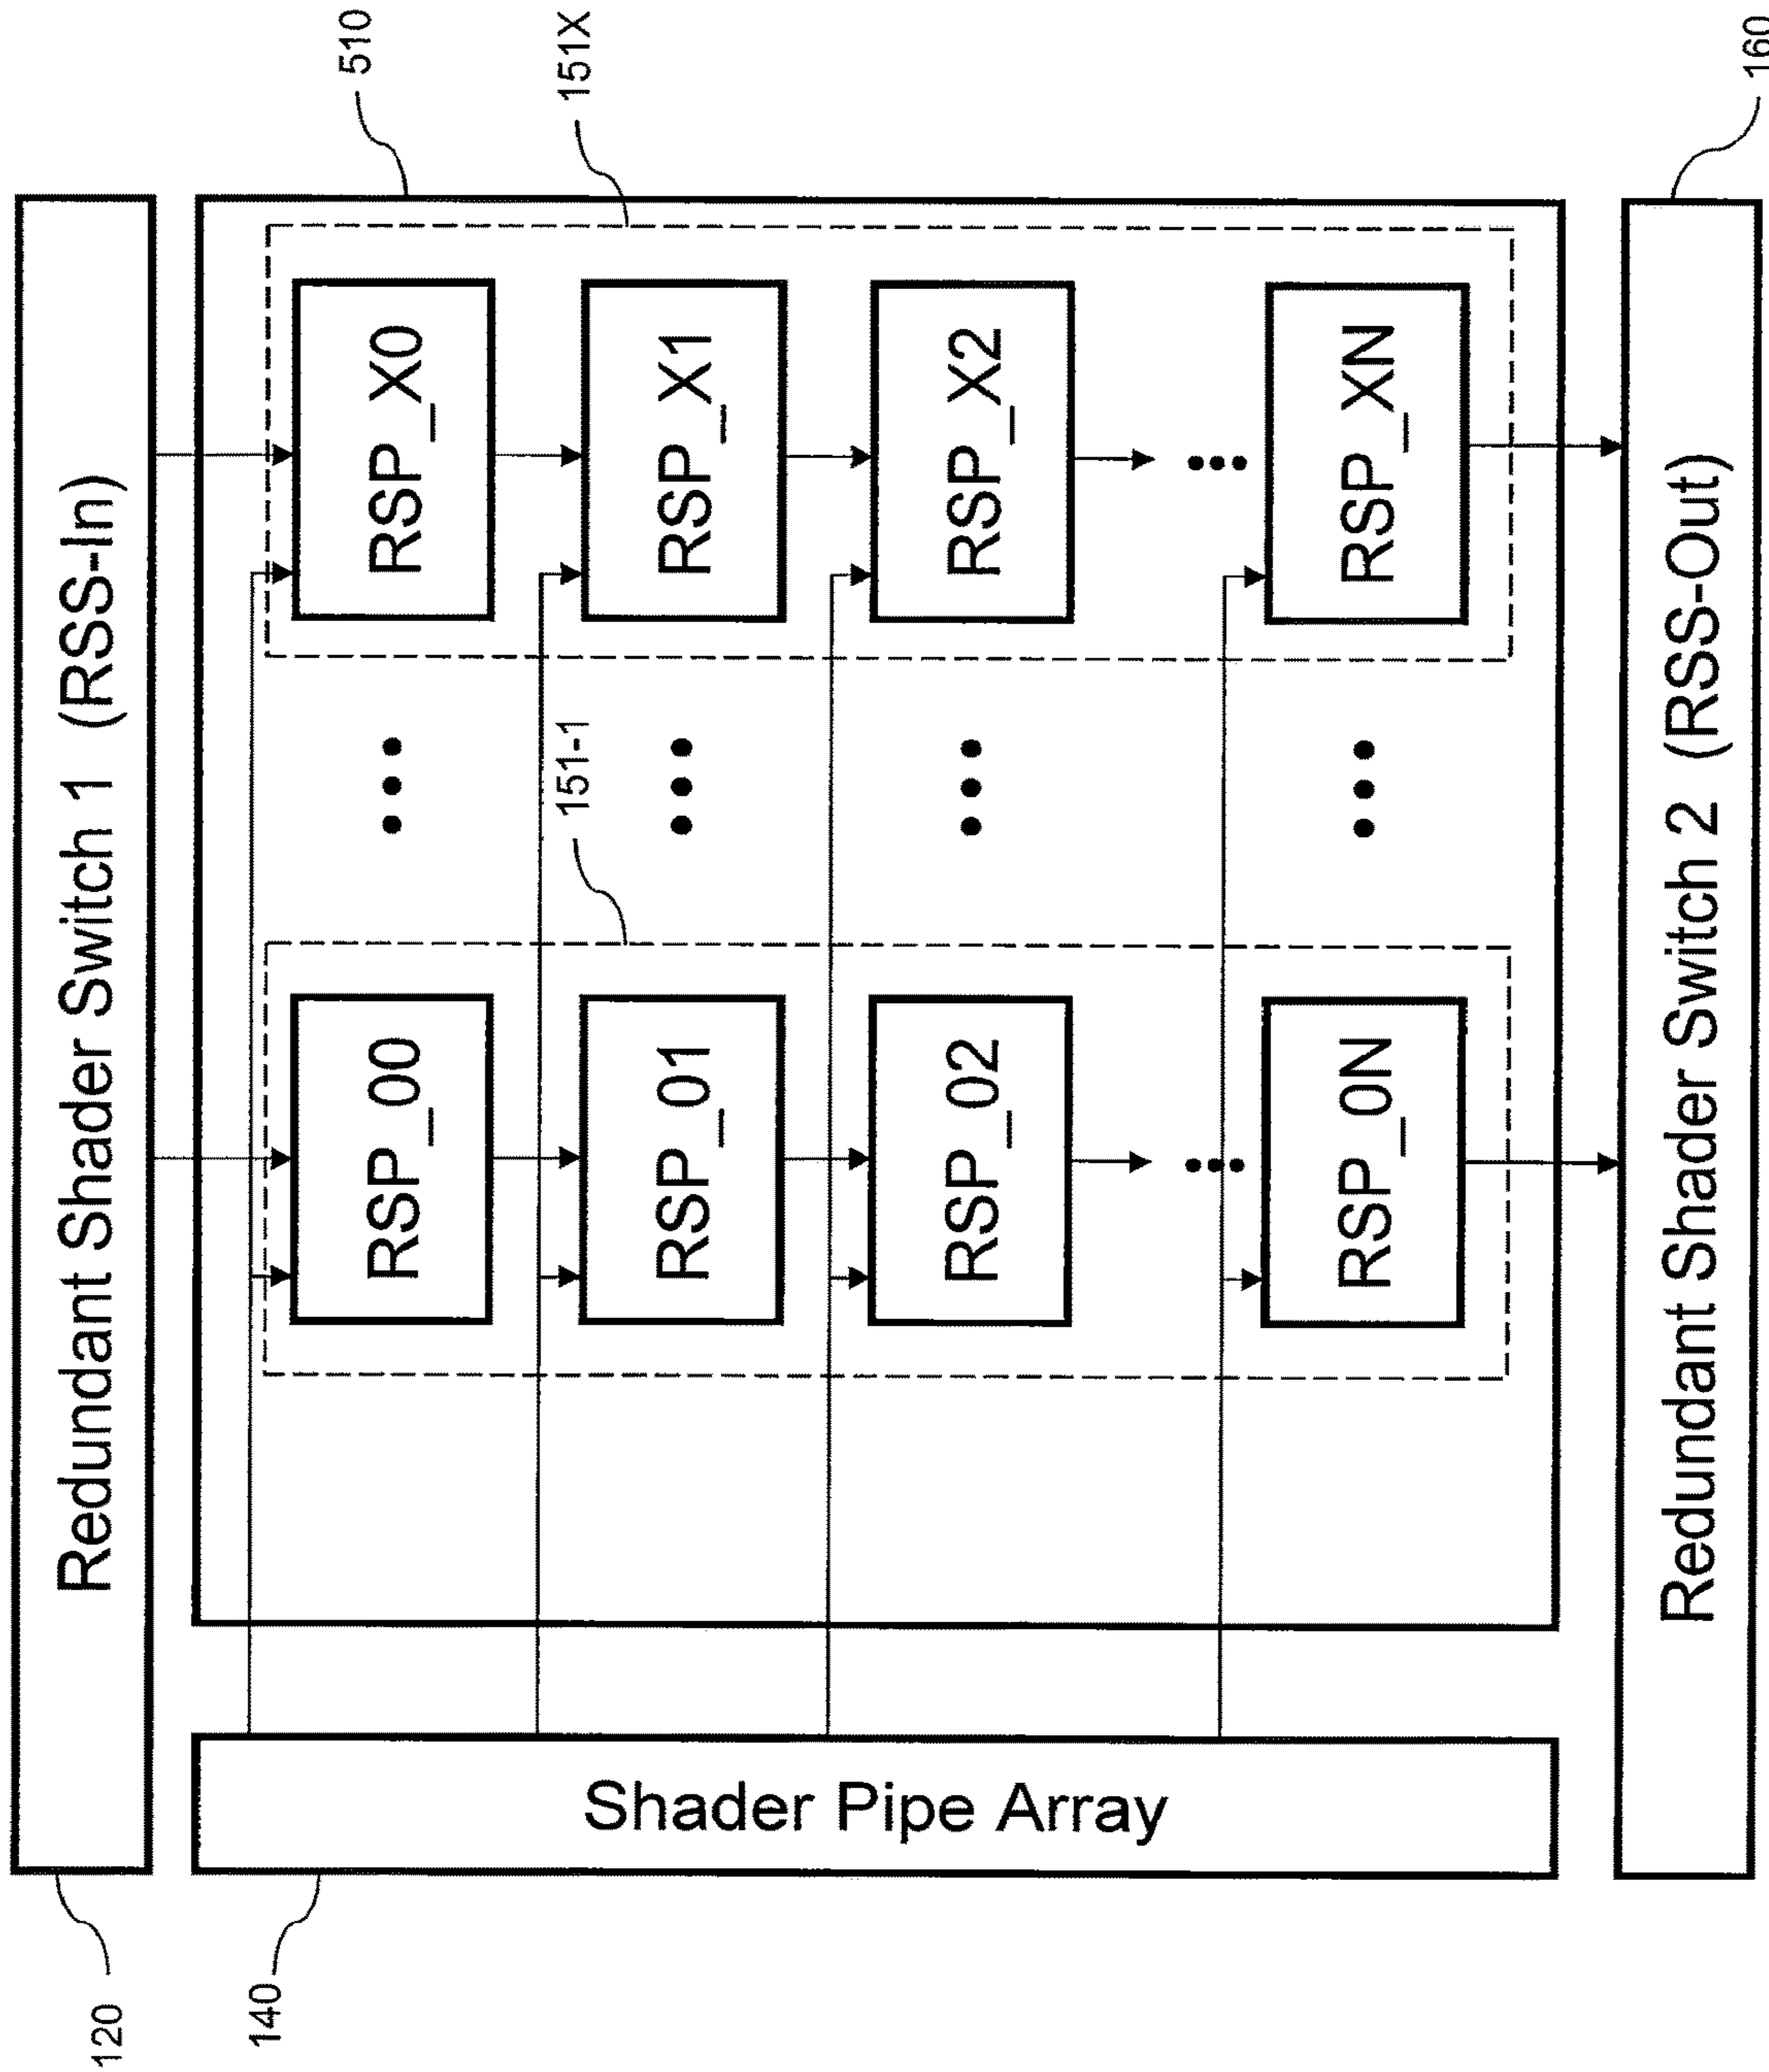 120
Redundant Shader Switch 1 (RSS-In)
510
151X
140
Shader Pipe Array
RSP_00
RSP_X0
RSP_01
RSP_X1
151-1
RSP_02
RSP_X2
RSP_0N
RSP_XN
Redundant Shader Switch 2 (RSS-Out)
160